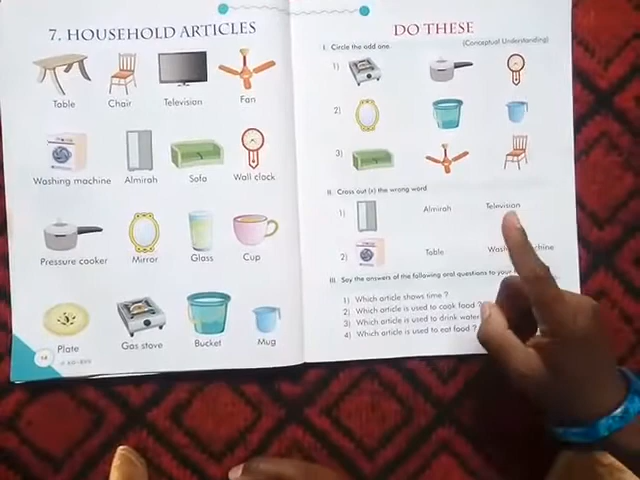 7. HOUSEHOLD ARTICLES
Table Chair Television Fan
Washing machine Almirah Sofa Wall clock
Pressure cooker Mirror Glass Cup
Plate Gas stove Bucket Mug
DO THESE
I. Circle the odd one. (Conceptual Understanding)
1)
2)
3)
II. Cross out (x) the wrong word
1) Almirah Television
2) Table
III. Say the answers of the following oral questions to
1) Which article shows time ?
2) Which article is used to cook food ?
3) Which article is used to drink water
4) Which article is used to eat food ?